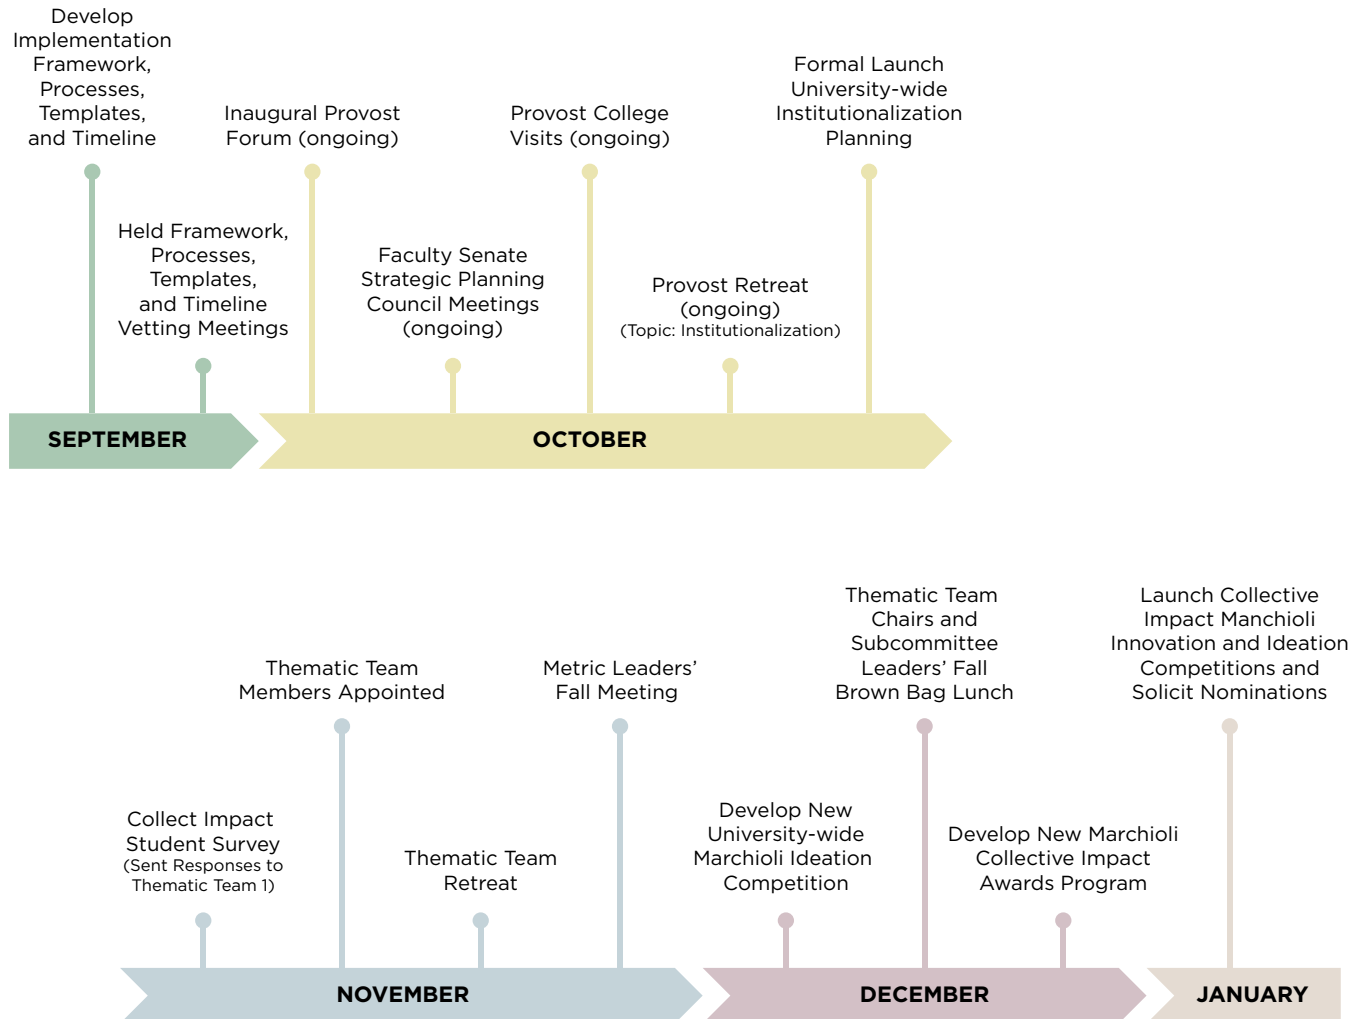 Develop
Implementation
Framework,
Processes,
Templates,
and Timeline
Held Framework,
Processes,
Templates,
and Timeline
Vetting Meetings
Inaugural Provost
Forum (ongoing)
Faculty Senate
Strategic Planning
Council Meetings
(ongoing)
Provost College
Visits (ongoing)
Provost Retreat
(ongoing)
(Topic: Institutionalization)
Formal Launch
University-wide
Institutionalization
Planning
SEPTEMBER
OCTOBER
Collect Impact
Student Survey
(Sent Responses to
Thematic Team 1)
Thematic Team
Members Appointed
Thematic Team
Retreat
Metric Leaders’
Fall Meeting
Develop New
University-wide
Marchioli Ideation
Competition
Thematic Team
Chairs and
Subcommittee
Leaders’ Fall
Brown Bag Lunch
Develop New Marchioli
Collective Impact
Awards Program
Launch Collective
Impact Manchioli
Innovation and Ideation
Competitions and
Solicit Nominations
NOVEMBER
DECEMBER
JANUARY